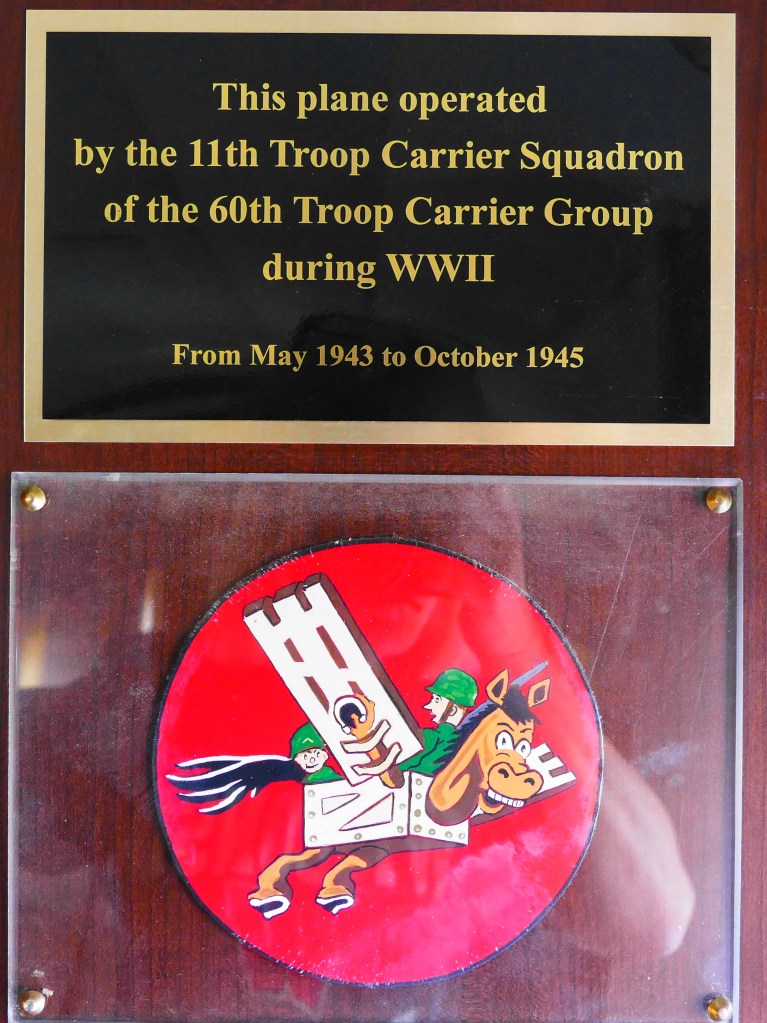 This plane operated
by the 11th Troop Carrier Squadron
of the 60th Troop Carrier Group
during WWII
From May 1943 to October 1945